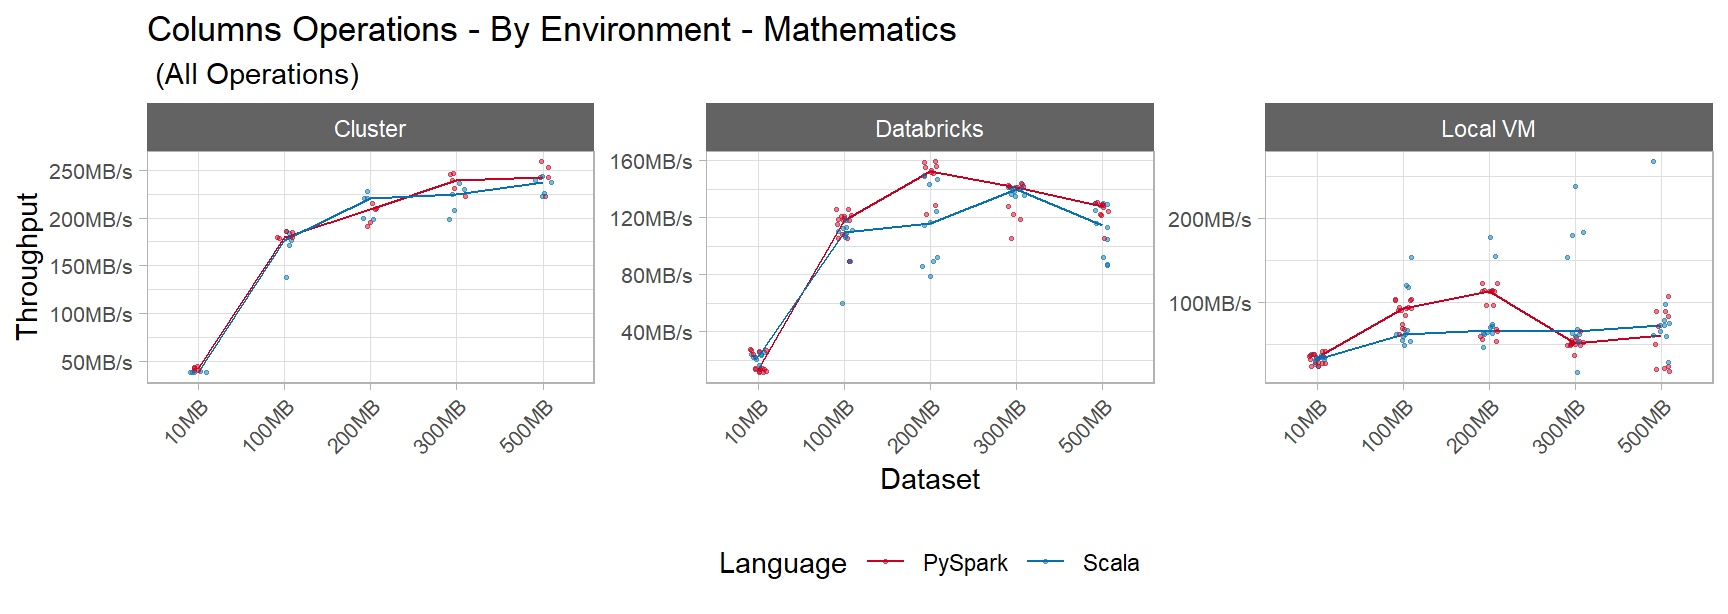 Columns Operations - By Environment - Mathematics
(All Operations)
Cluster
Databricks
Local VM
Throughput
250MB/s
200MB/s
150MB/s
100MB/s
50MB/s
160MB/s
120MB/s
80MB/s
40MB/s
200MB/s
100MB/s
10MB
100MB
200MB
300MB
500MB
10MB
100MB
200MB
300MB
500MB
10MB
100MB
200MB
300MB
500MB
Dataset
Language PySpark Scala